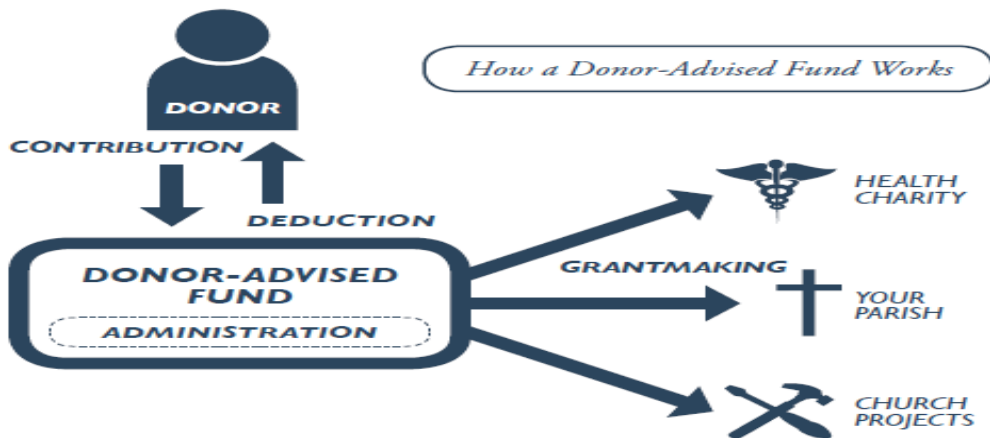 How a Donor-Advised Fund Works
DONOR
CONTRIBUTION
DEDUCTION
DONOR-ADVISED
FUND
ADMINISTRATION
GRANTMAKING
HEALTH
CHARITY
YOUR
PARISH
CHURCH
PROJECTS